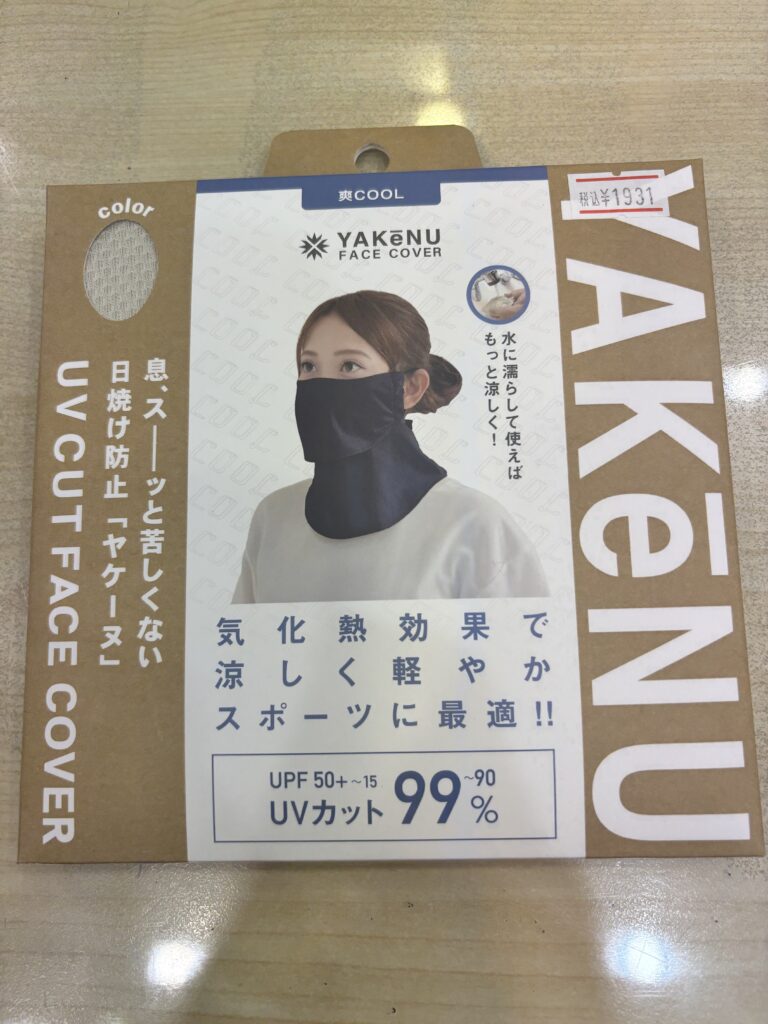 爽COOL
税込¥1931
color
YAKēNU
FACE COVER
水に濡らして使えば
もっと涼しく!
息、スーーッと苦しくない
日焼け防止「ヤケーヌ」
UV CUT FACE COVER
YAKēNU
気化熱効果で
涼しく軽やか
スポーツに最適!!
UPF 50+~15
UVカット 99~90%